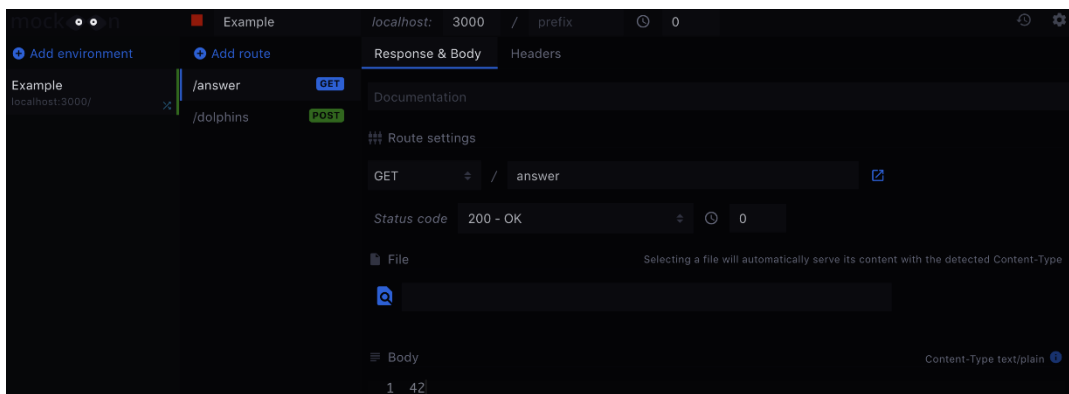 mockoon
Example
localhost: 3000 / prefix 0
Add environment
Add route
Response & Body Headers
Example
localhost:3000/
/answer GET
/dolphins POST
Documentation
Route settings
GET / answer
Status code 200 - OK 0
File Selecting a file will automatically serve its content with the detected Content-Type
Body Content-Type text/plain
1 42